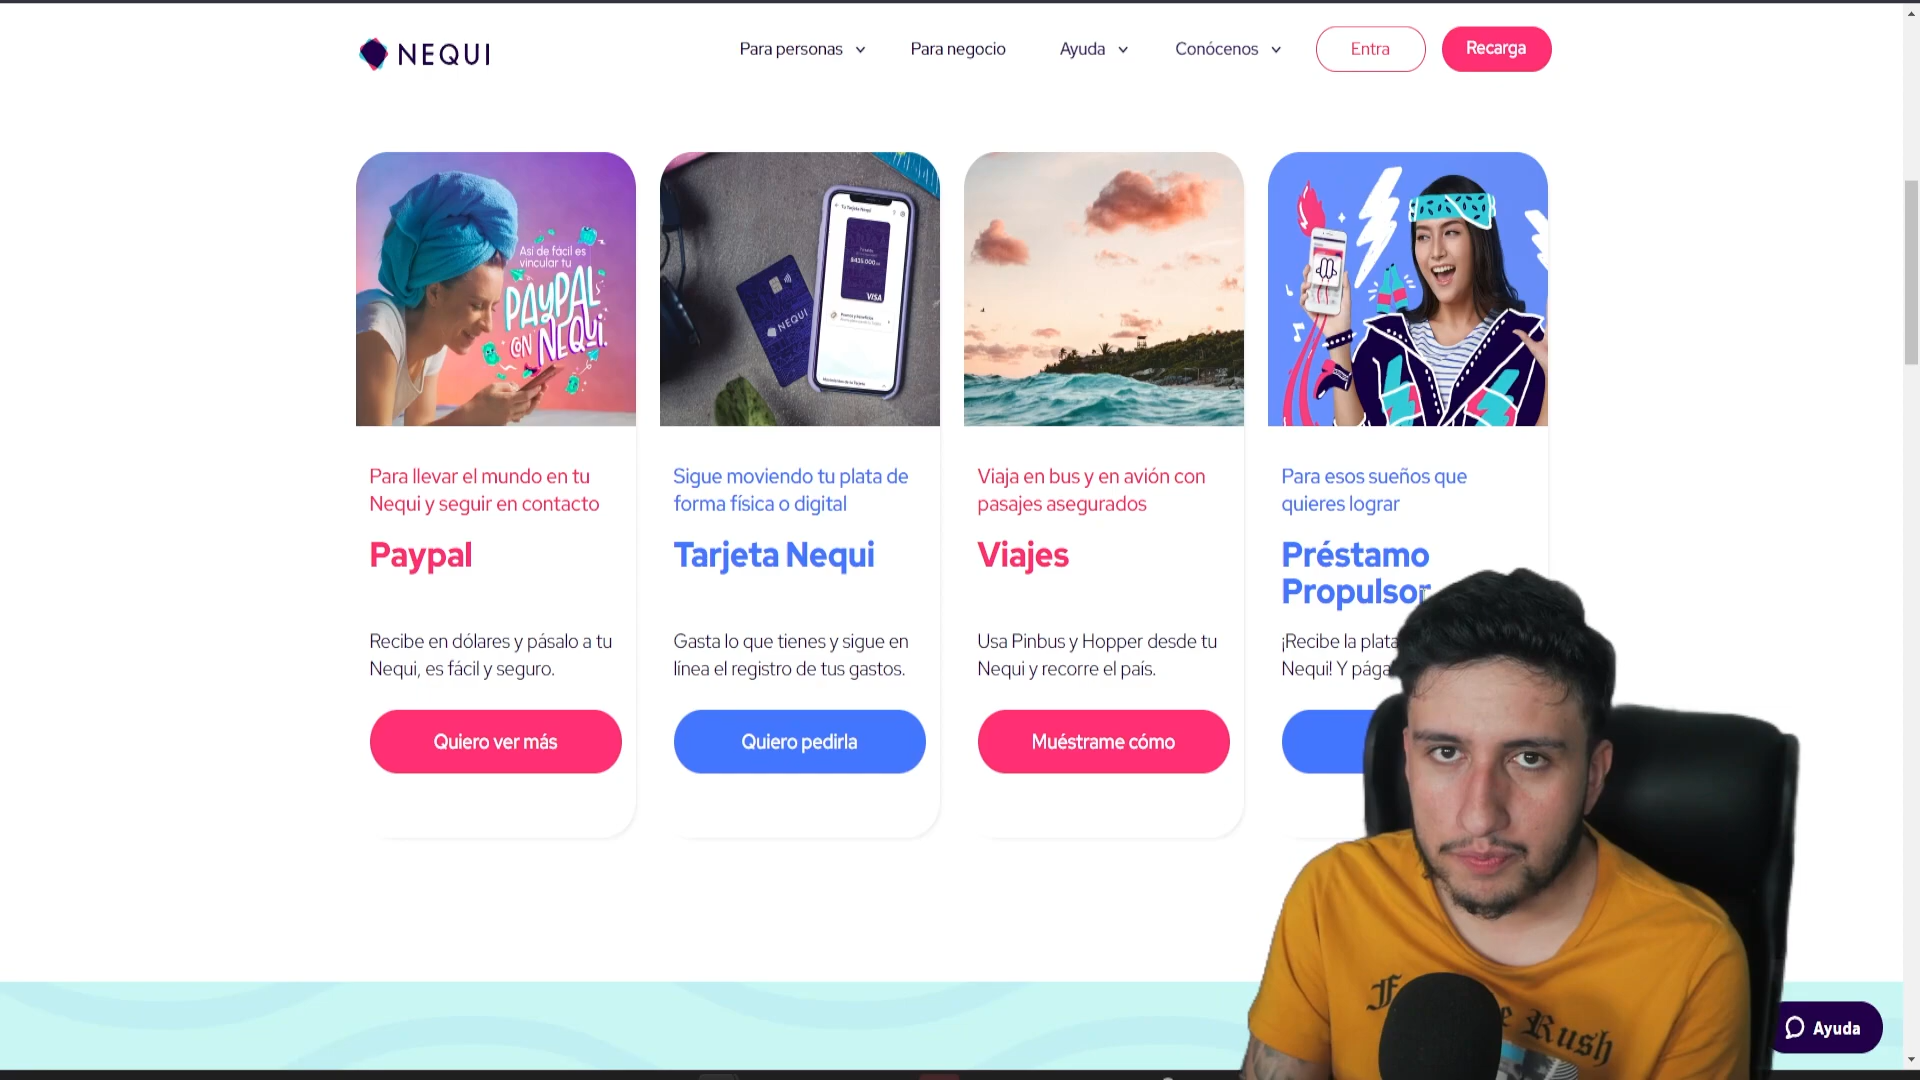 NEQUI
Para personas
Para negocio
Ayuda
Conócenos
Entra
Recarga
Así de fácil es
vincular tu
PAYPAL
CON NEQUI.
Tu Tarjeta Nequi
VISA
NEQUI
Para llevar el mundo en tu
Nequi y seguir en contacto
Paypal
Recibe en dólares y pásalo a tu
Nequi, es fácil y seguro.
Quiero ver más
Sigue moviendo tu plata de
forma física o digital
Tarjeta Nequi
Gasta lo que tienes y sigue en
línea el registro de tus gastos.
Quiero pedirla
Viaja en bus y en avión con
pasajes asegurados
Viajes
Usa Pinbus y Hopper desde tu
Nequi y recorre el país.
Muéstrame cómo
Para esos sueños que
quieres lograr
Préstamo
Propulsor
¡Recibe la plata
Nequi! Y
Rush
Ayuda